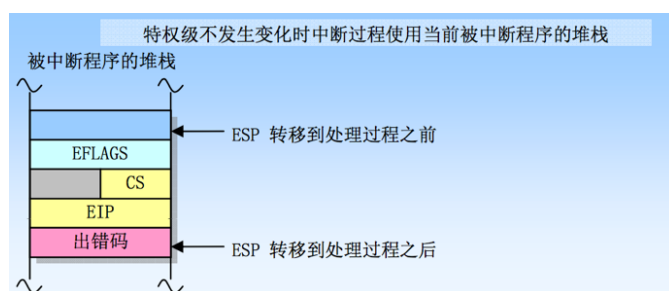 特权级不发生变化时中断过程使用当前被中断程序的堆栈
被中断程序的堆栈
ESP 转移到处理过程之前
EFLAGS
CS
EIP
出错码
ESP 转移到处理过程之后